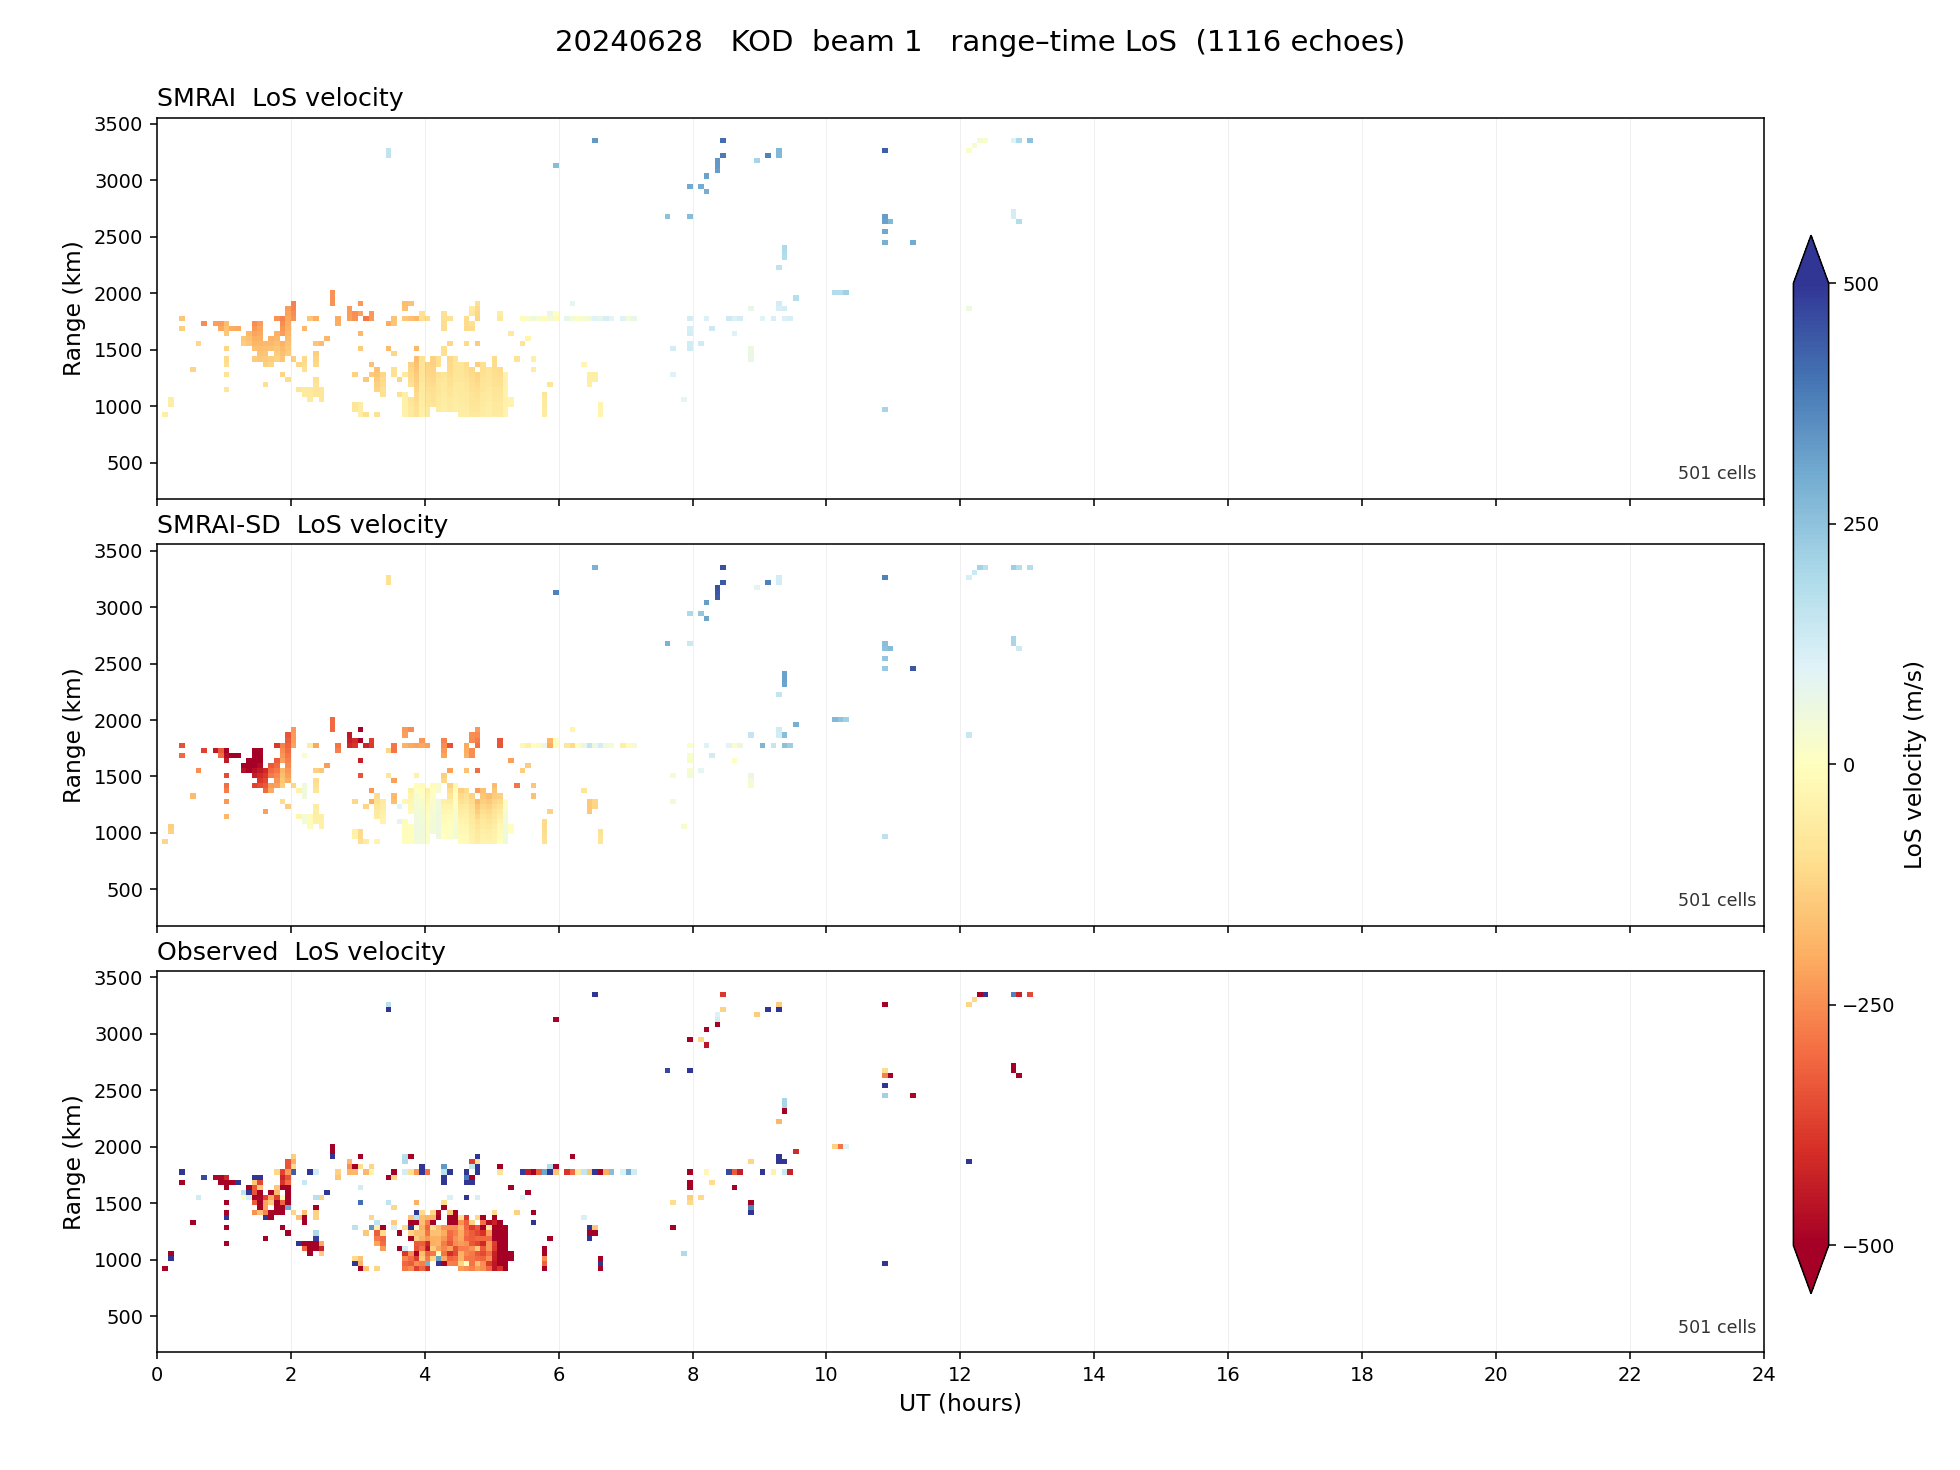 20240628   KOD  beam 1   range–time LoS  (1116 echoes)
SMRAI  LoS velocity
3500
3000
2500
2000
1500
1000
500
Range (km)
501 cells
SMRAI-SD  LoS velocity
3500
3000
2500
2000
1500
1000
500
Range (km)
501 cells
Observed  LoS velocity
3500
3000
2500
2000
1500
1000
500
Range (km)
501 cells
0 2 4 6 8 10 12 14 16 18 20 22 24
UT (hours)
500
250
0
−250
−500
LoS velocity (m/s)